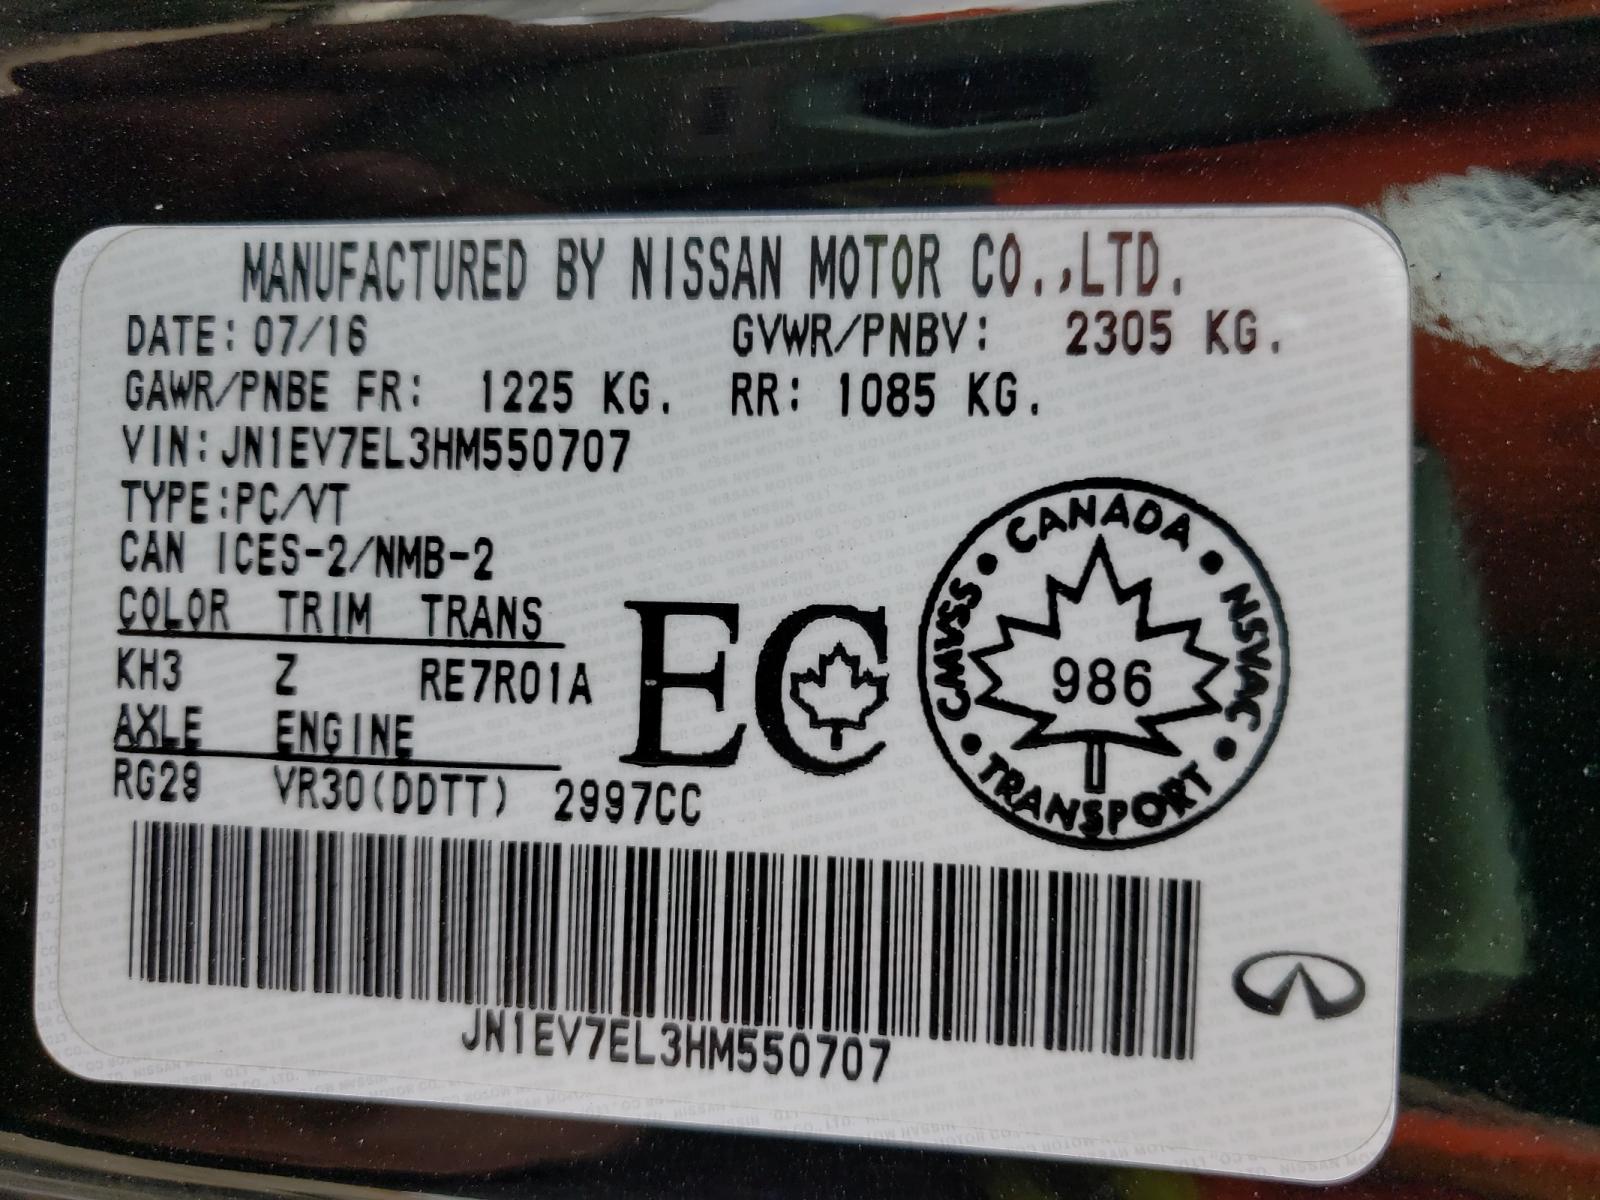 MANUFACTURED BY NISSAN MOTOR CO.,LTD.
DATE: 07/16 GVWR/PNBV: 2305 KG.
GAWR/PNBE FR: 1225 KG. RR: 1085 KG.
VIN:JN1EV7EL3HM550707
TYPE:PC/VT
CAN ICES-2/NMB-2
COLOR TRIM TRANS
KH3 Z RE7R01A
AXLE ENGINE
RG29 VR30(DDTT) 2997CC
EC
CANADA
CMVSS
NSVAC
986
TRANSPORT
JN1EV7EL3HM550707